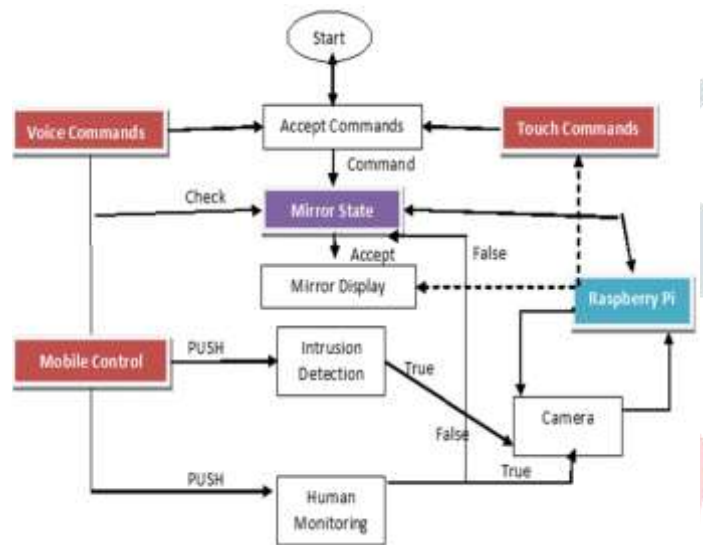 Start
Voice Commands
Accept Commands
Touch Commands
Command
Check
Mirror State
Accept
False
Mirror Display
Raspberry Pi
Mobile Control
PUSH
Intrusion
Detection
True
Camera
False
PUSH
True
Human
Monitoring